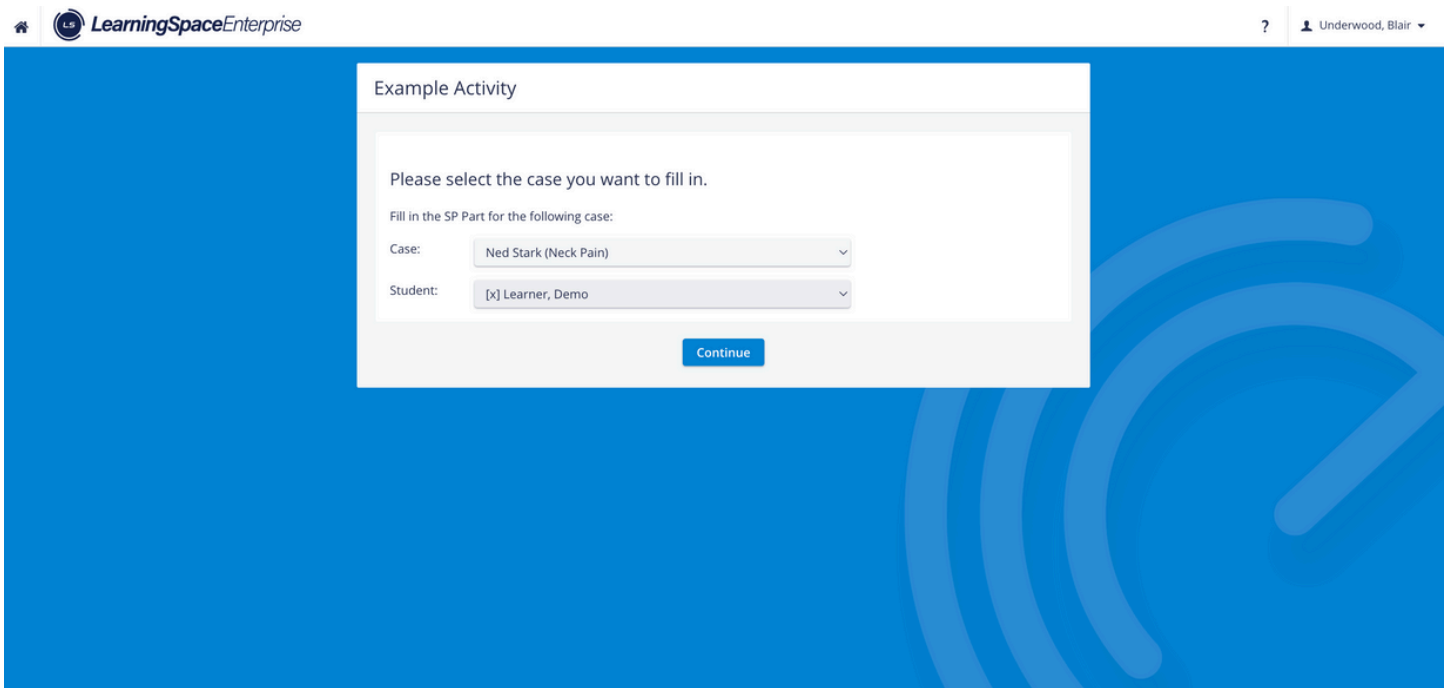 LS LearningSpaceEnterprise
? Underwood, Blair
Example Activity
Please select the case you want to fill in.
Fill in the SP Part for the following case:
Case: Ned Stark (Neck Pain)
Student: [x] Learner, Demo
Continue